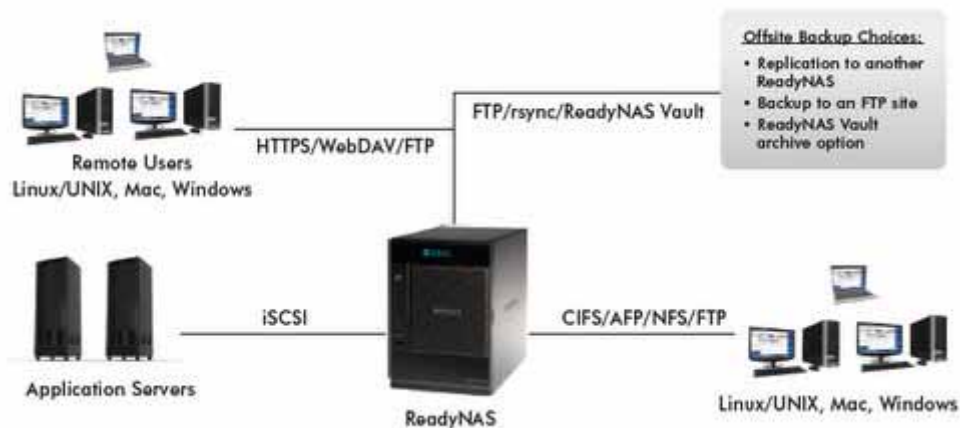 Offsite Backup Choices:
• Replication to another
ReadyNAS
• Backup to an FTP site
• ReadyNAS Vault
archive option
FTP/rsync/ReadyNAS Vault
HTTPS/WebDAV/FTP
Remote Users
Linux/UNIX, Mac, Windows
iSCSI
CIFS/AFP/NFS/FTP
Application Servers
ReadyNAS
Linux/UNIX, Mac, Windows